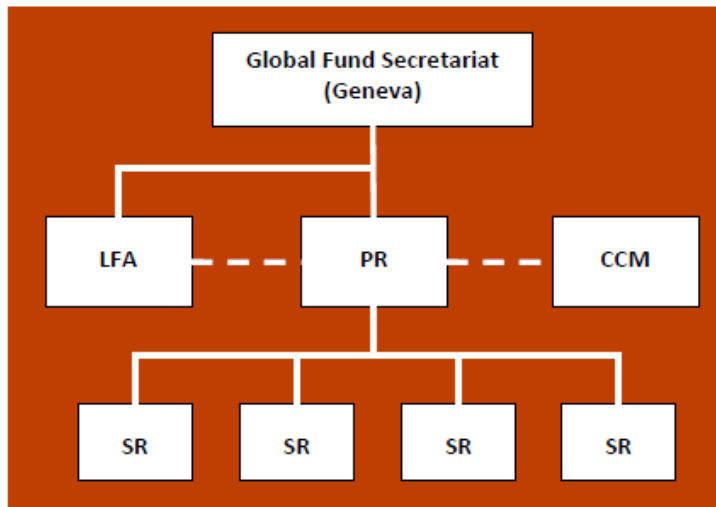 Global Fund Secretariat
(Geneva)
LFA
PR
CCM
SR
SR
SR
SR